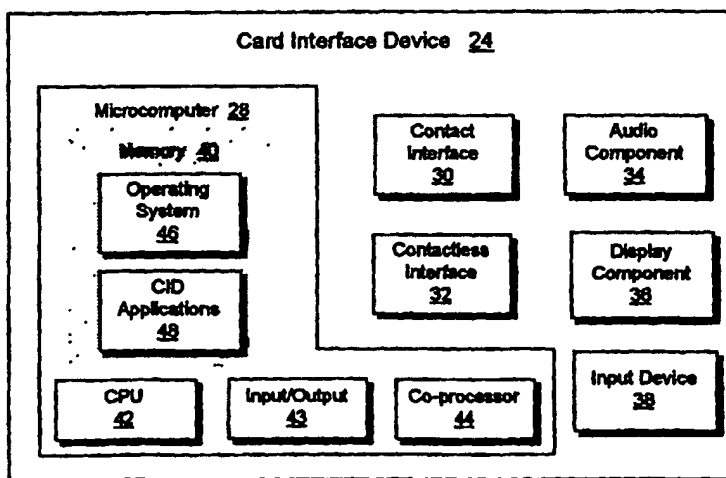 Card Interface Device 24
Microcomputer 28
Memory 40
Operating
System
46
CID
Applications
48
CPU
42
Input/Output
43
Co-processor
44
Contact
Interface
30
Audio
Component
34
Contactless
Interface
32
Display
Component
36
Input Device
38